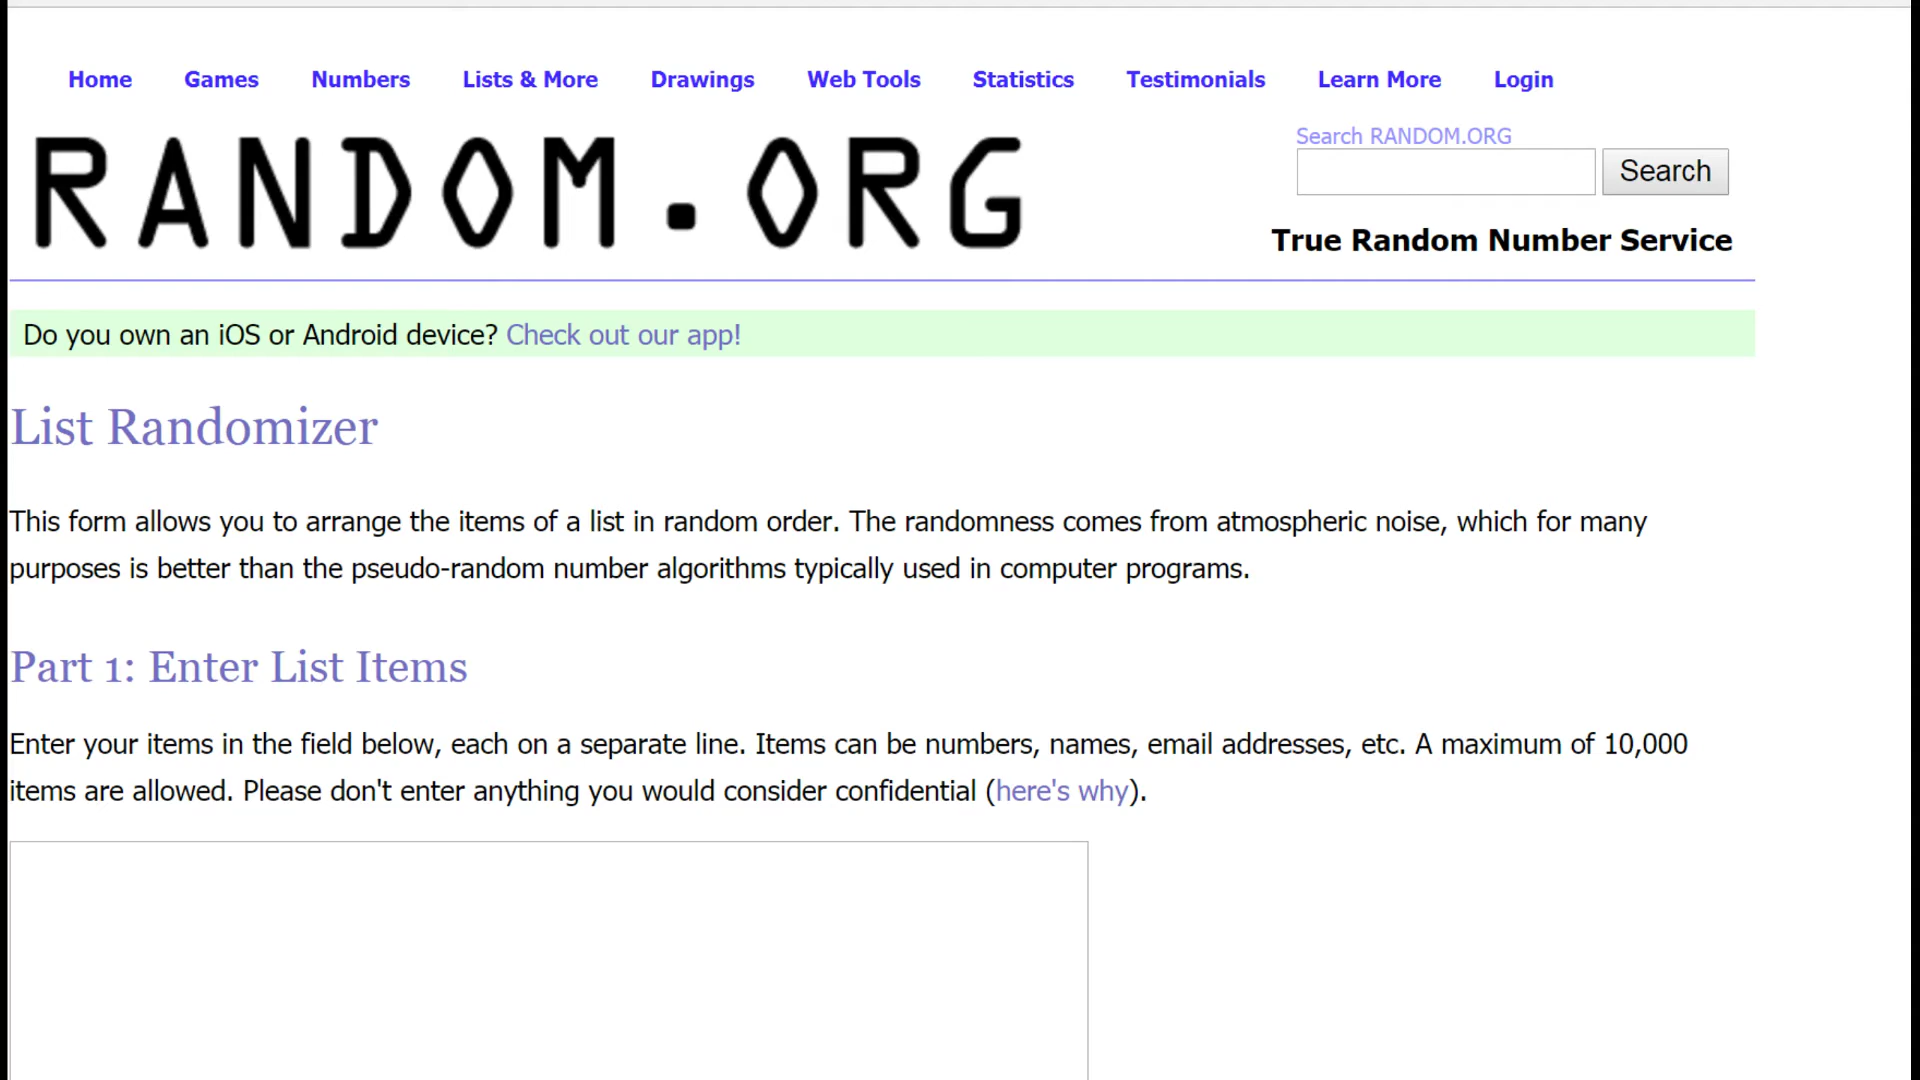 Home Games Numbers Lists & More Drawings Web Tools Statistics Testimonials Learn More Login
RANDOM.ORG
Search RANDOM.ORG
Search
True Random Number Service
Do you own an iOS or Android device? Check out our app!
List Randomizer
This form allows you to arrange the items of a list in random order. The randomness comes from atmospheric noise, which for many
purposes is better than the pseudo-random number algorithms typically used in computer programs.
Part 1: Enter List Items
Enter your items in the field below, each on a separate line. Items can be numbers, names, email addresses, etc. A maximum of 10,000
items are allowed. Please don't enter anything you would consider confidential (here's why).